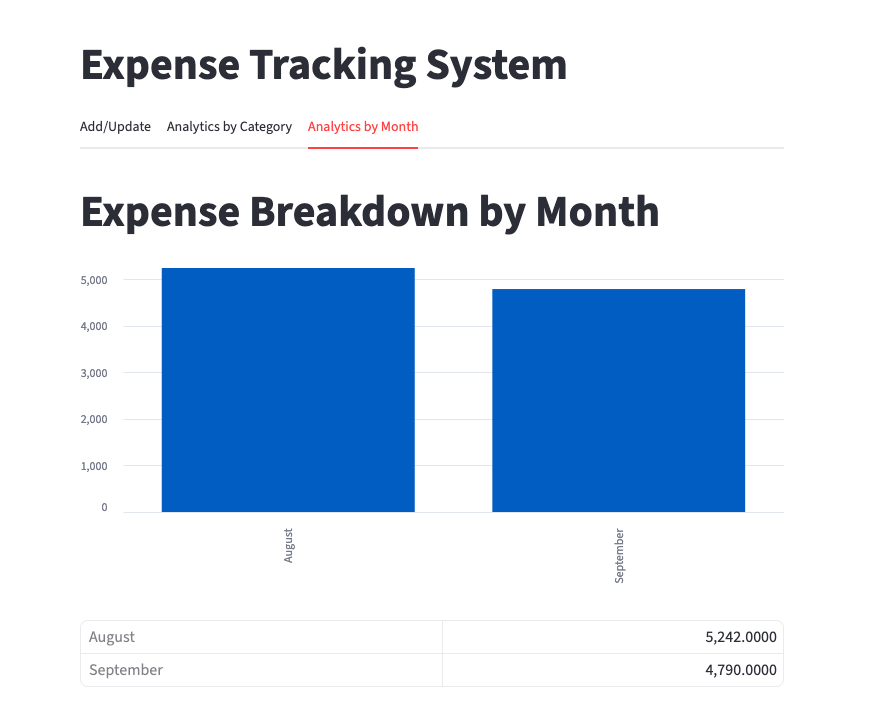 Expense Tracking System
Add/Update Analytics by Category Analytics by Month
Expense Breakdown by Month
5,000
4,000
3,000
2,000
1,000
0
August
September
August 5,242.0000
September 4,790.0000